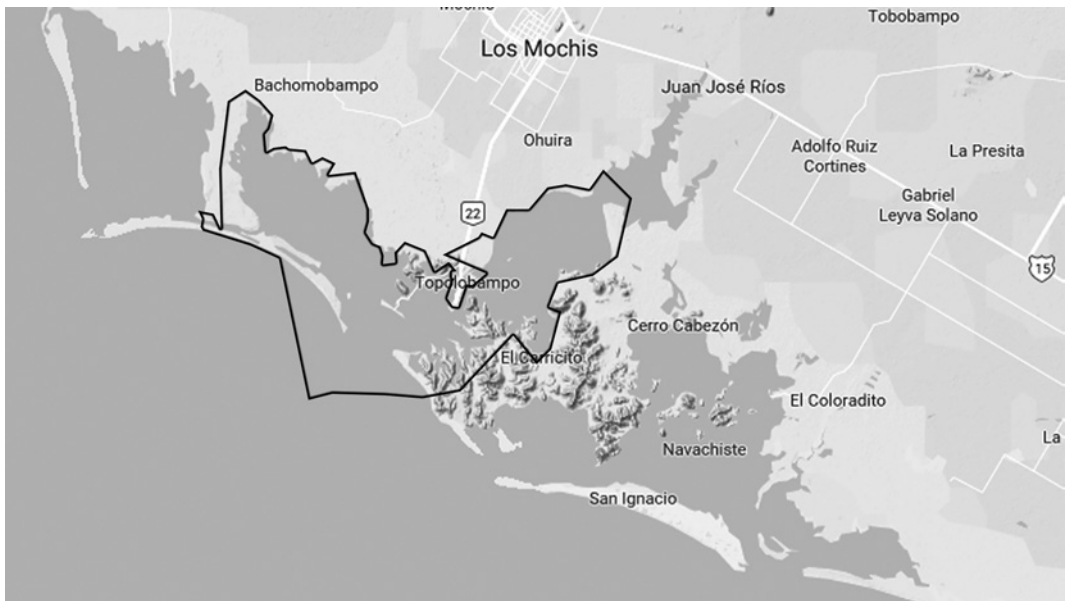 Tobobampo
Los Mochis
Bachomobampo
Juan José Ríos
Ohuira
Adolfo Ruiz
Cortines
La Presita
Gabriel
Leyva Solano
22
15
Topolobampo
Cerro Cabezón
El Carricito
El Coloradito
Navachiste
La
San Ignacio